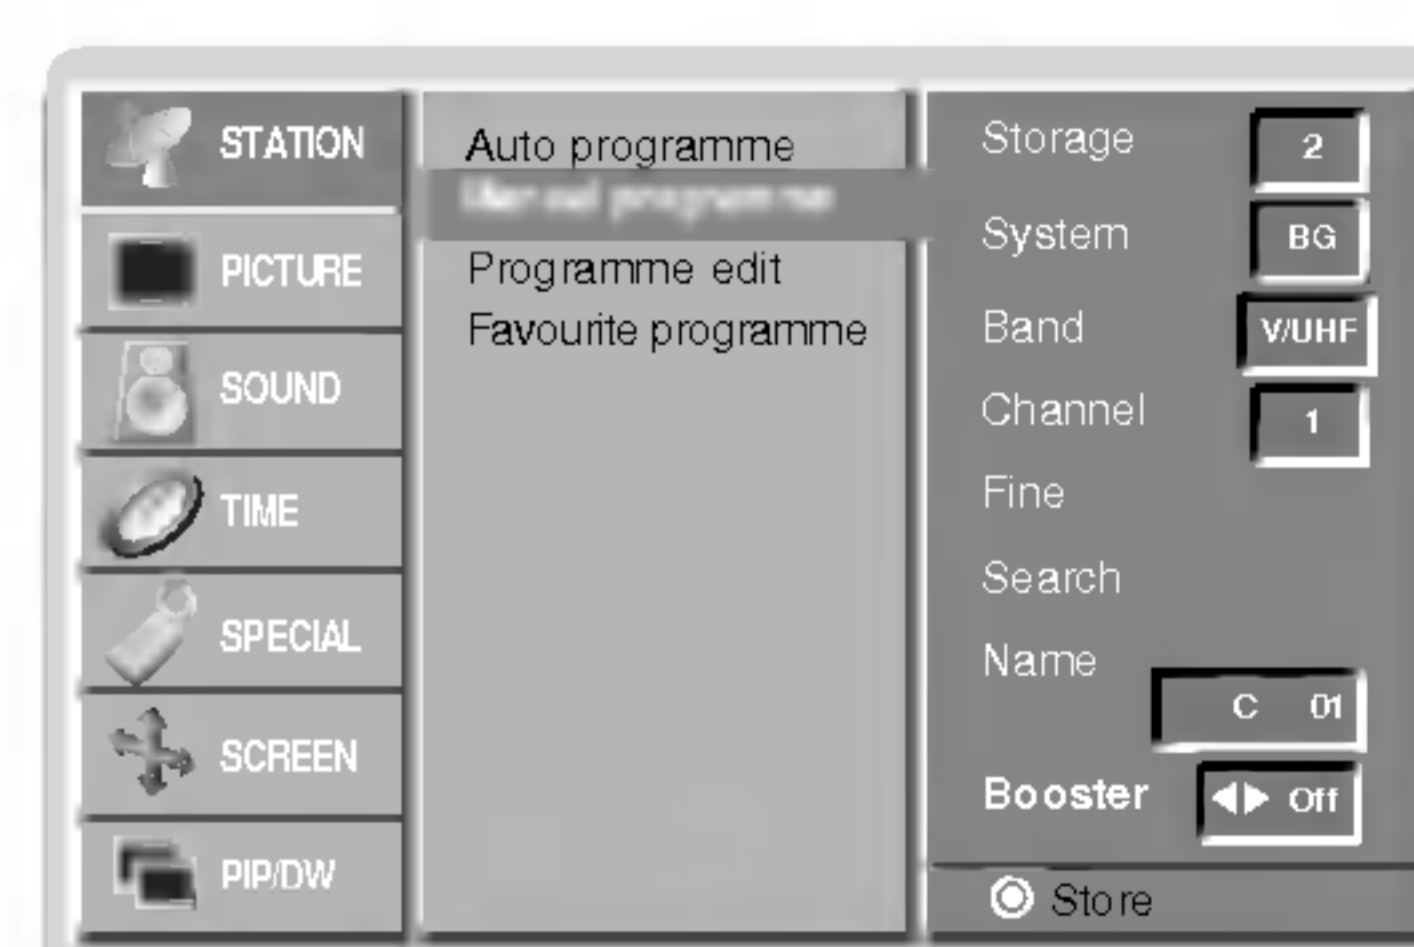 STATION
PICTURE
SOUND
TIME
SPECIAL
SCREEN
PIP/DW
Auto programme
programme
Programme edit
Favourite programme
Storage 2
System BG
Band V/UHF
Channel 1
Fine
Search
Name
C 01
Booster ◀▶ Off
Store